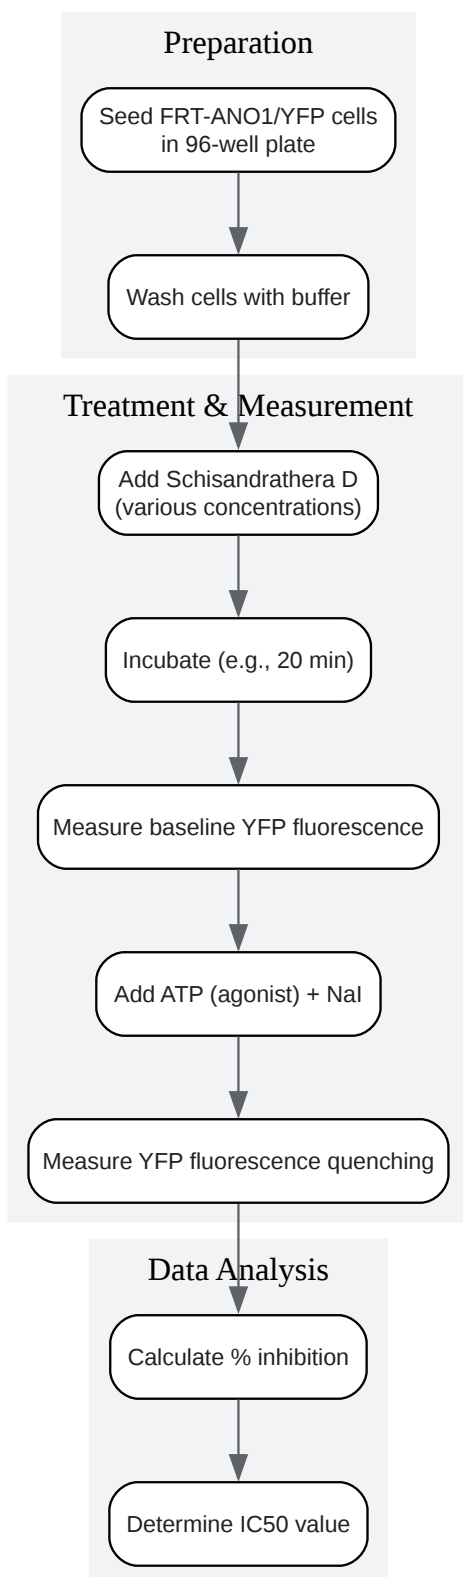 Preparation
Seed FRT-ANO1/YFP cells
in 96-well plate
Wash cells with buffer
Treatment & Measurement
Add Schisandrathera D
(various concentrations)
Incubate (e.g., 20 min)
Measure baseline YFP fluorescence
Add ATP (agonist) + NaI
Measure YFP fluorescence quenching
Data Analysis
Calculate % inhibition
Determine IC50 value